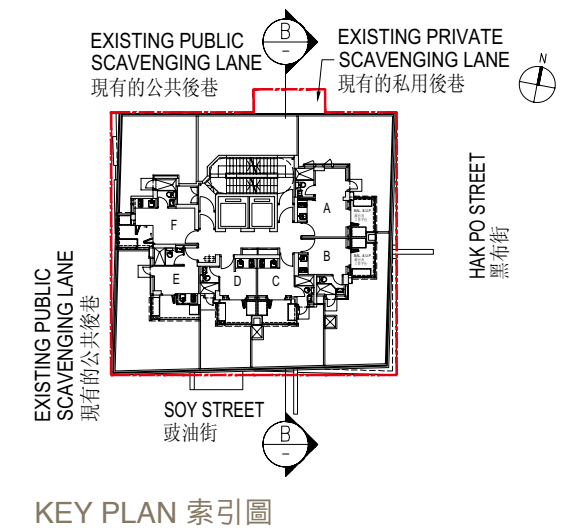 EXISTING PUBLIC
SCAVENGING LANE
現有的公共後巷
B
-
EXISTING PRIVATE
SCAVENGING LANE
現有的私用後巷
N
A
F
B
E
D
C
HAK PO STREET
黑布街
EXISTING PUBLIC
SCAVENGING LANE
現有的公共後巷
SOY STREET
豉油街
B
-
KEY PLAN 索引圖